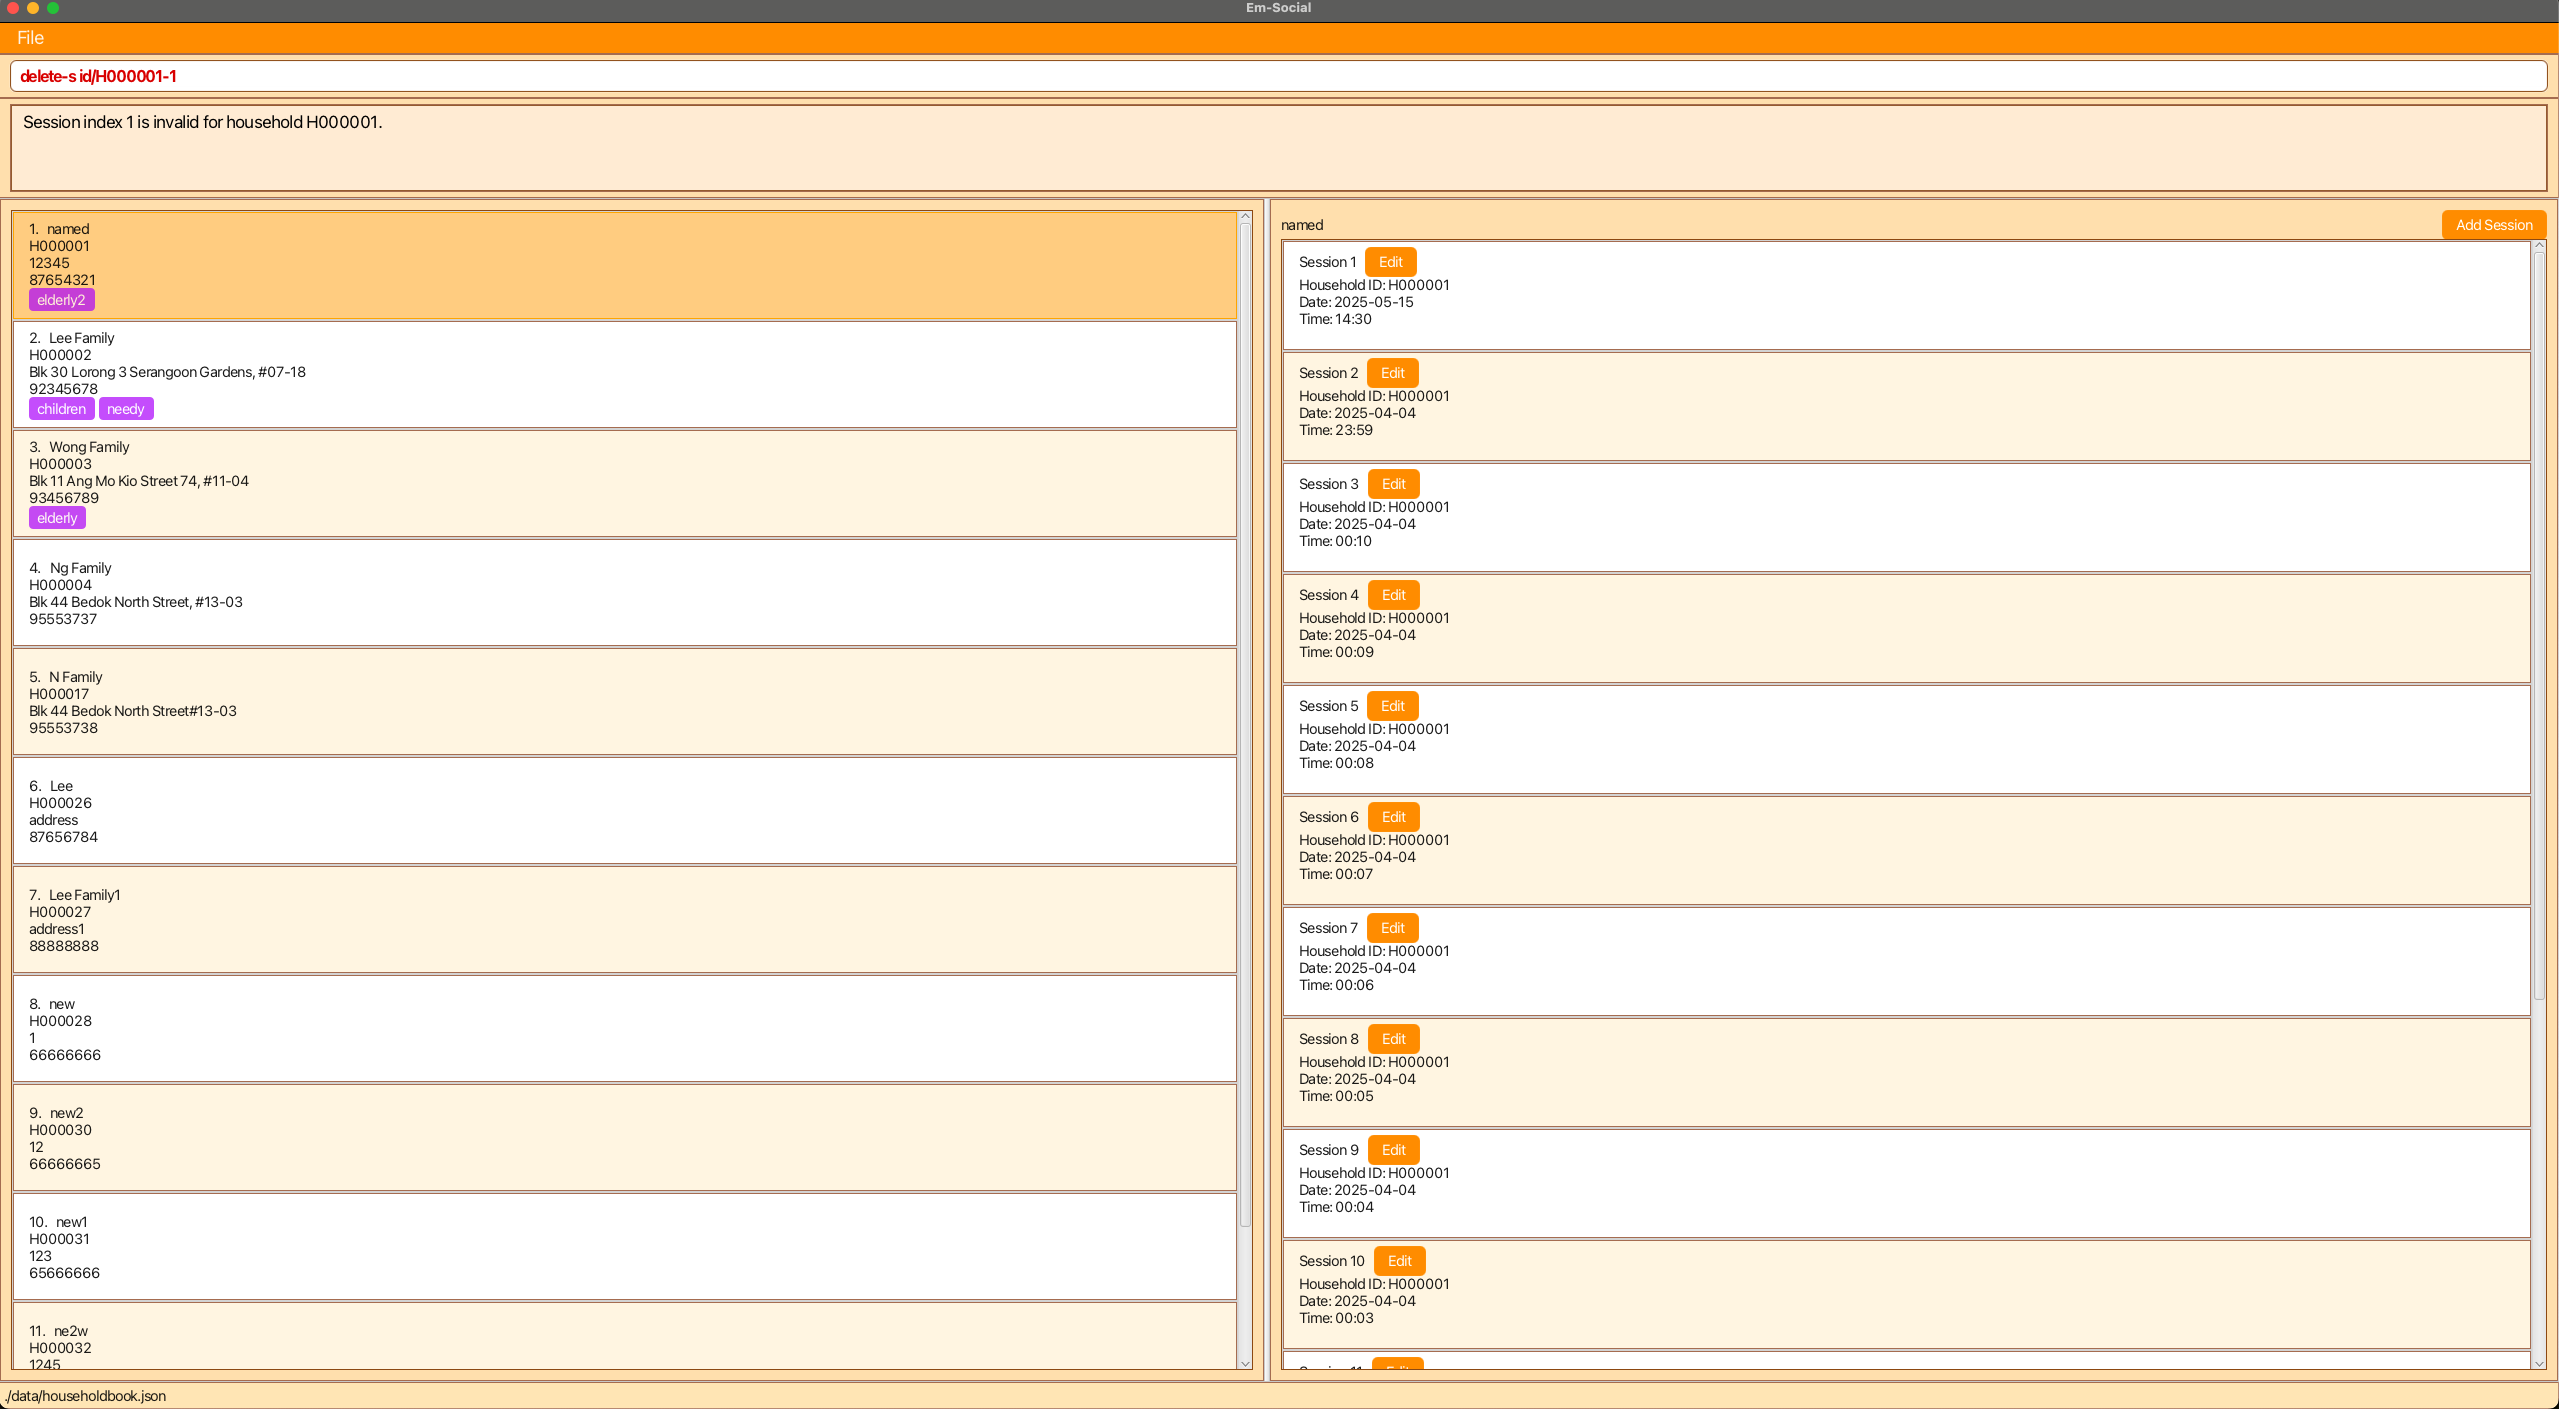 Em-Social
File
delete-s id/H000001-1
Session index 1 is invalid for household H000001.
1. named
H000001
12345
87654321
elderly2
2. Lee Family
H000002
Blk 30 Lorong 3 Serangoon Gardens, #07-18
92345678
children needy
3. Wong Family
H000003
Blk 11 Ang Mo Kio Street 74, #11-04
93456789
elderly
4. Ng Family
H000004
Blk 44 Bedok North Street, #13-03
95553737
5. N Family
H000017
Blk 44 Bedok North Street#13-03
95553738
6. Lee
H000026
address
87656784
7. Lee Family1
H000027
address1
88888888
8. new
H000028
1
66666666
9. new2
H000030
12
66666665
10. new1
H000031
123
65666666
11. ne2w
H000032
1245
named
Add Session
Session 1 Edit
Household ID: H000001
Date: 2025-05-15
Time: 14:30
Session 2 Edit
Household ID: H000001
Date: 2025-04-04
Time: 23:59
Session 3 Edit
Household ID: H000001
Date: 2025-04-04
Time: 00:10
Session 4 Edit
Household ID: H000001
Date: 2025-04-04
Time: 00:09
Session 5 Edit
Household ID: H000001
Date: 2025-04-04
Time: 00:08
Session 6 Edit
Household ID: H000001
Date: 2025-04-04
Time: 00:07
Session 7 Edit
Household ID: H000001
Date: 2025-04-04
Time: 00:06
Session 8 Edit
Household ID: H000001
Date: 2025-04-04
Time: 00:05
Session 9 Edit
Household ID: H000001
Date: 2025-04-04
Time: 00:04
Session 10 Edit
Household ID: H000001
Date: 2025-04-04
Time: 00:03
./data/householdbook.json